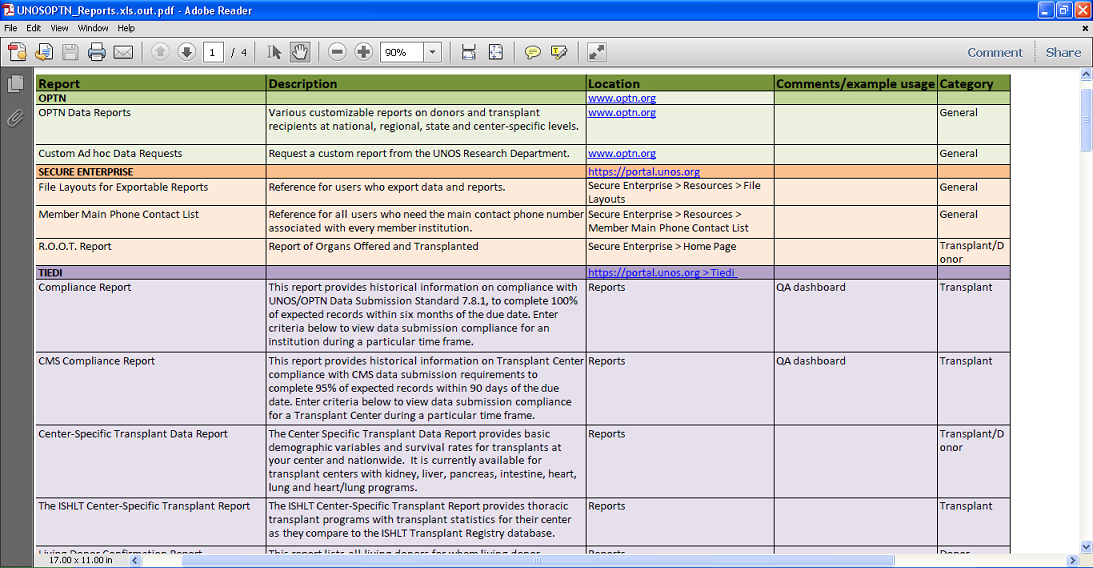 UNOSOPTN_Reports.xls.out.pdf - Adobe Reader
File Edit View Window Help
1 / 4 90% Comment Share
Report Description Location Comments/example usage Category
OPTN www.optn.org
OPTN Data Reports Various customizable reports on donors and transplant www.optn.org General
recipients at national, regional, state and center-specific levels.
Custom Ad hoc Data Requests Request a custom report from the UNOS Research Department. www.optn.org General
SECURE ENTERPRISE https://portal.unos.org
File Layouts for Exportable Reports Reference for users who export data and reports. Secure Enterprise > Resources > File General
Layouts
Member Main Phone Contact List Reference for all users who need the main contact phone number Secure Enterprise > Resources > General
associated with every member institution. Member Main Phone Contact List
R.O.O.T. Report Report of Organs Offered and Transplanted Secure Enterprise > Home Page Transplant/D
onor
TIEDI https://portal.unos.org > Tiedi
Compliance Report This report provides historical information on compliance with Reports QA dashboard Transplant
UNOS/OPTN Data Submission Standard 7.8.1, to complete 100%
of expected records within six months of the due date. Enter
criteria below to view data submission compliance for an
institution during a particular time frame.
CMS Compliance Report This report provides historical information on Transplant Center Reports QA dashboard Transplant
compliance with CMS data submission requirements to
complete 95% of expected records within 90 days of the due
date. Enter criteria below to view data submission compliance
for a Transplant Center during a particular time frame.
Center-Specific Transplant Data Report The Center Specific Transplant Data Report provides basic Reports Transplant/D
demographic variables and survival rates for transplants at onor
your center and nationwide. It is currently available for
transplant centers with kidney, liver, pancreas, intestine, heart,
lung and heart/lung programs.
The ISHLT Center-Specific Transplant Report The ISHLT Center-Specific Transplant Report provides thoracic Reports Transplant
transplant programs with transplant statistics for their center
as they compare to the ISHLT Transplant Registry database.
Living Donor Confirmation Report This report lists all living donors for whom living donor Reports Donor
17.00 x 11.00 in